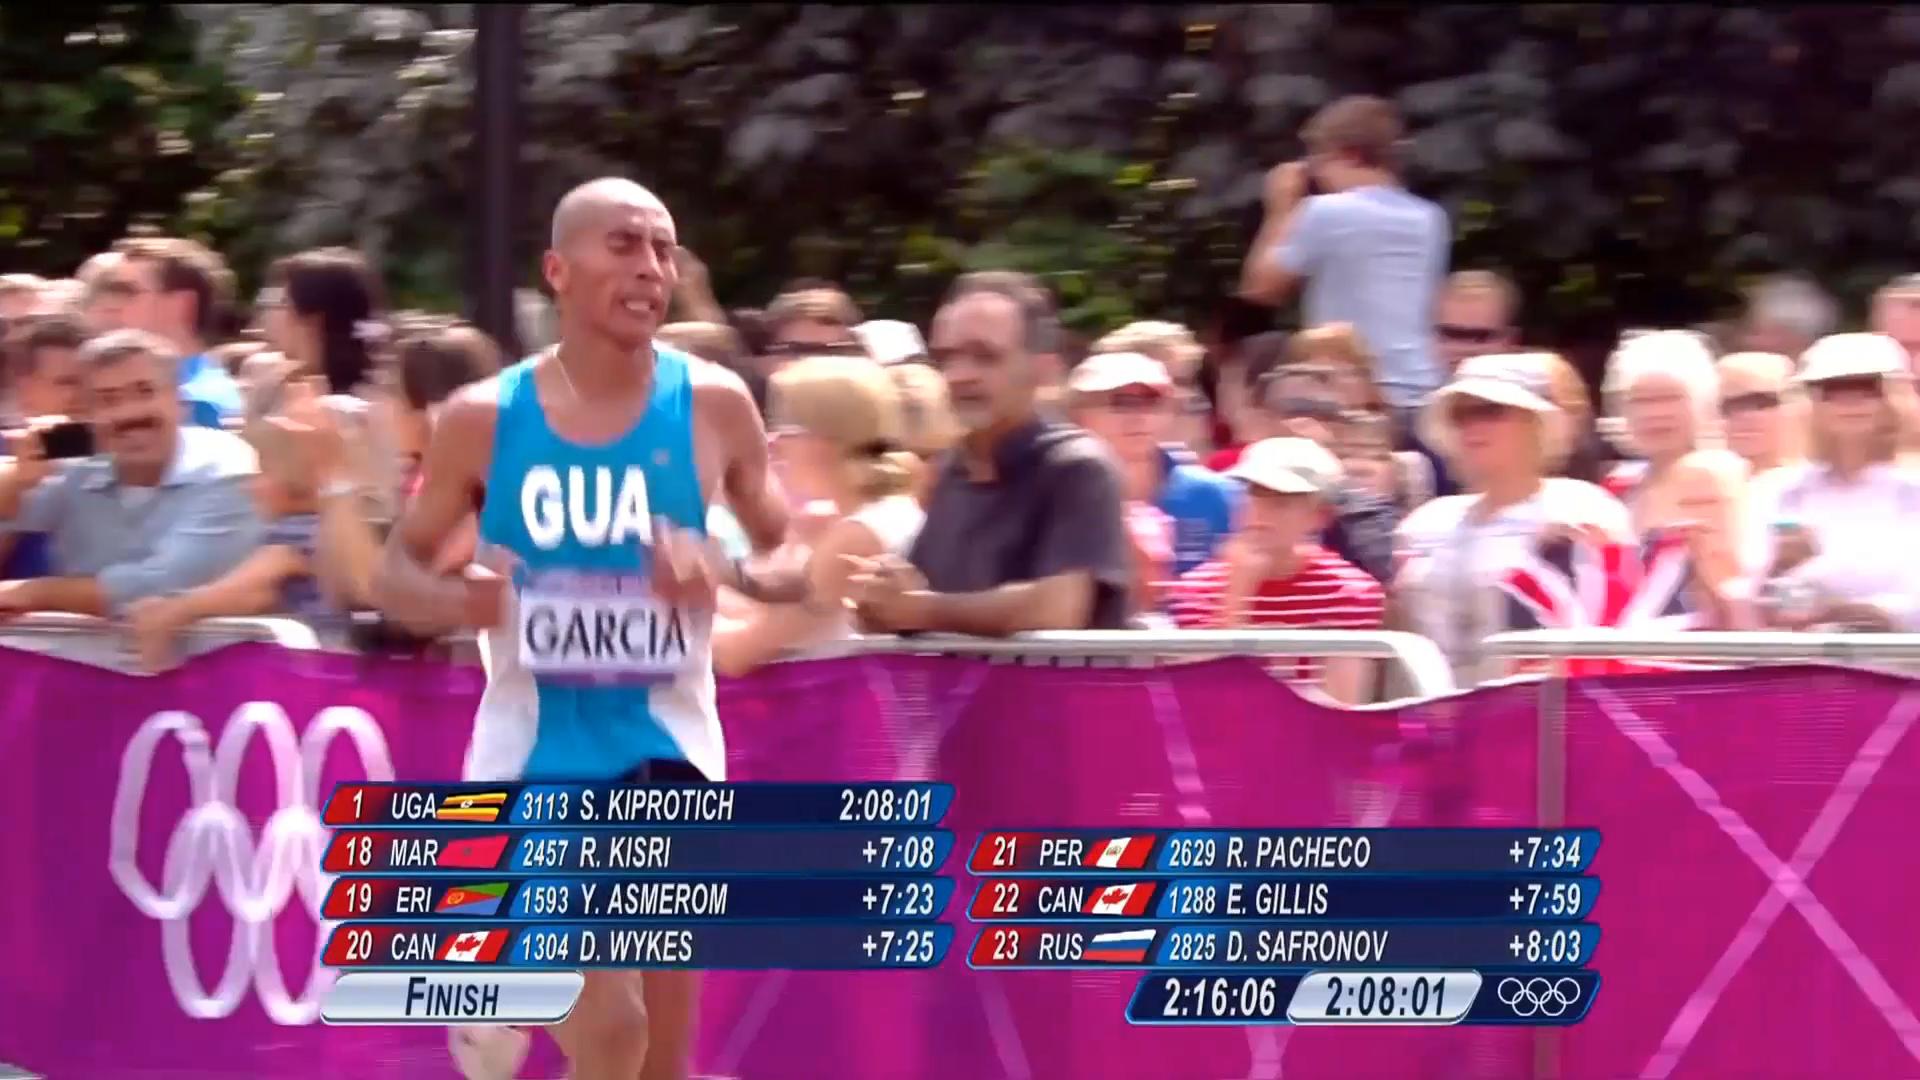 GUA
GARCIA
1 UGA 3113 S. KIPROTICH 2:08:01
18 MAR 2457 R. KISRI +7:08
19 ERI 1593 Y. ASMEROM +7:23
20 CAN 1304 D. WYKES +7:25
21 PER 2629 R. PACHECO +7:34
22 CAN 1288 E. GILLIS +7:59
23 RUS 2825 D. SAFRONOV +8:03
FINISH
2:16:06 2:08:01